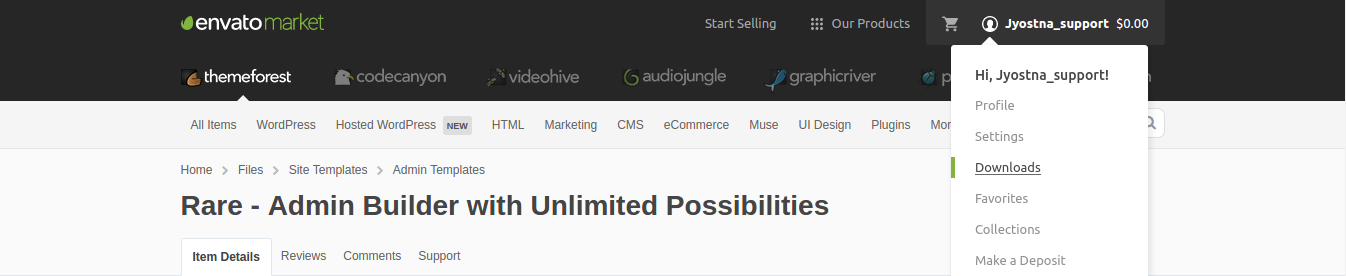 envatomarket
Start Selling Our Products Jyostna_support $0.00
themeforest codecanyon videohive audiojungle graphicriver
Hi, Jyostna_support!
Profile
Settings
Downloads
Favorites
Collections
Make a Deposit
All Items WordPress Hosted WordPress NEW HTML Marketing CMS eCommerce Muse UI Design Plugins
Home Files Site Templates Admin Templates
Rare - Admin Builder with Unlimited Possibilities
Item Details Reviews Comments Support